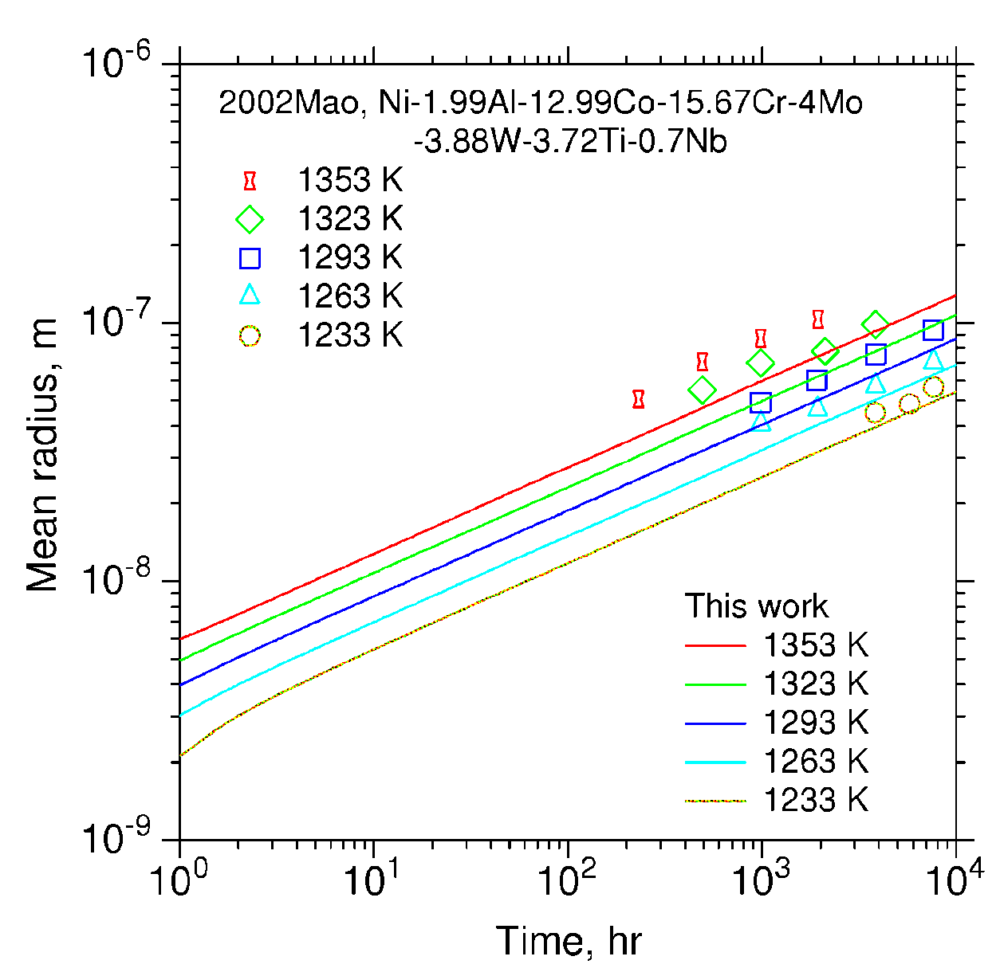 10-6
2002Mao, Ni-1.99Al-12.99Co-15.67Cr-4Mo
-3.88W-3.72Ti-0.7Nb
1353 K
1323 K
1293 K
1263 K
1233 K
10-7
Mean radius, m
10-8
This work
1353 K
1323 K
1293 K
1263 K
1233 K
10-9
100 101 102 103 104
Time, hr